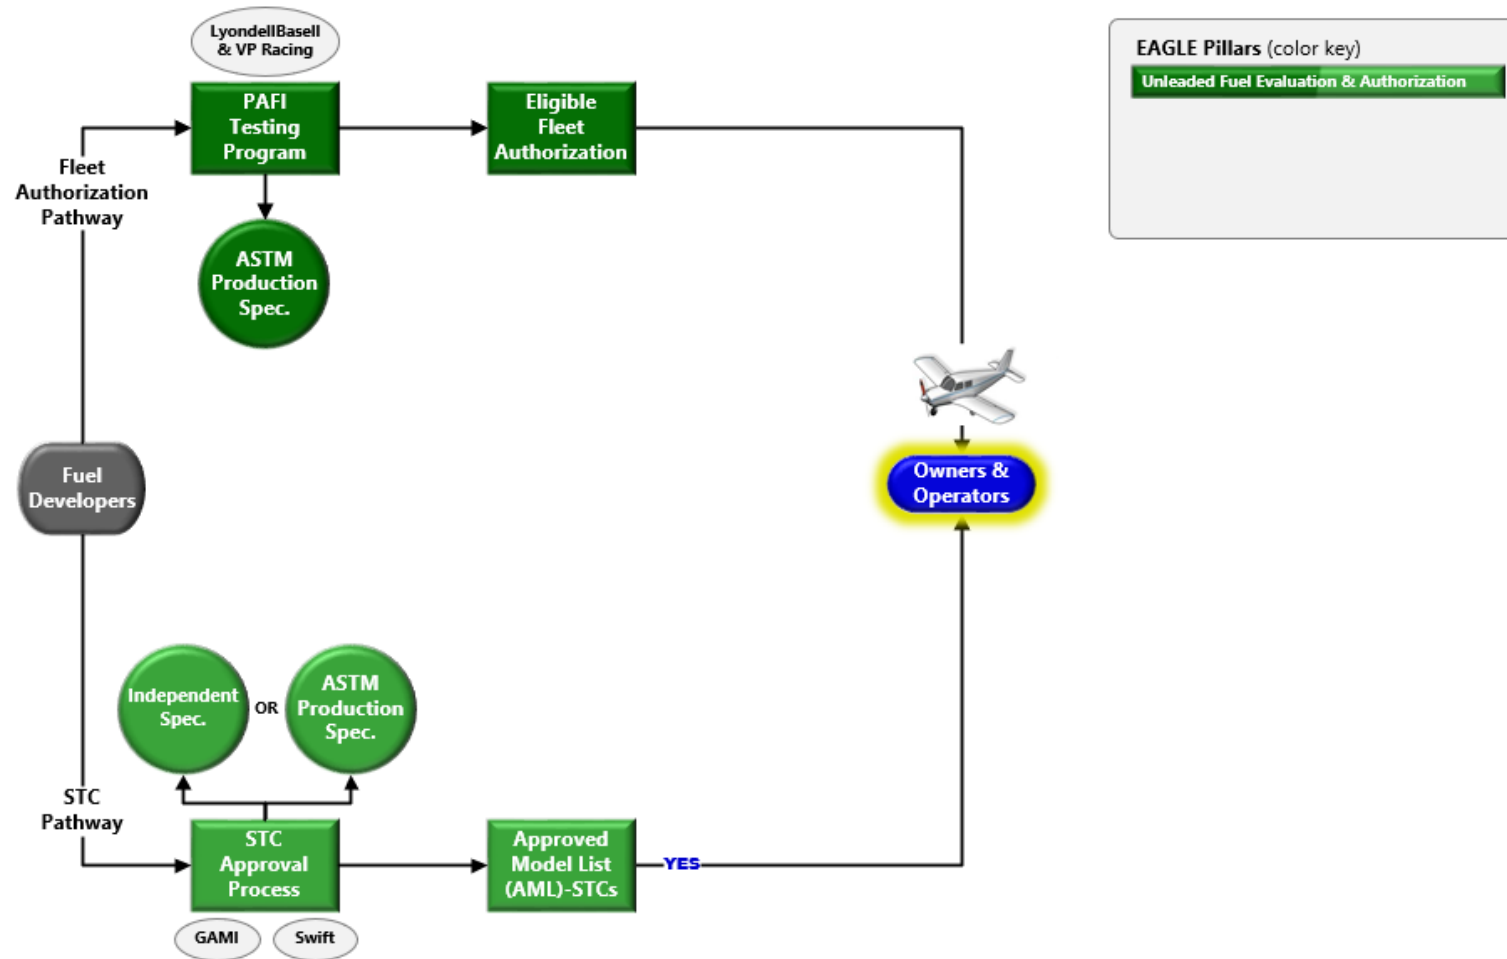 LyondellBasell
& VP Racing
EAGLE Pillars (color key)
Unleaded Fuel Evaluation & Authorization
PAFI
Testing
Program
Eligible
Fleet
Authorization
Fleet
Authorization
Pathway
ASTM
Production
Spec.
Fuel
Developers
Owners &
Operators
Independent
Spec.
OR
ASTM
Production
Spec.
STC
Pathway
STC
Approval
Process
Approved
Model List
(AML)-STCs
YES
GAMI
Swift